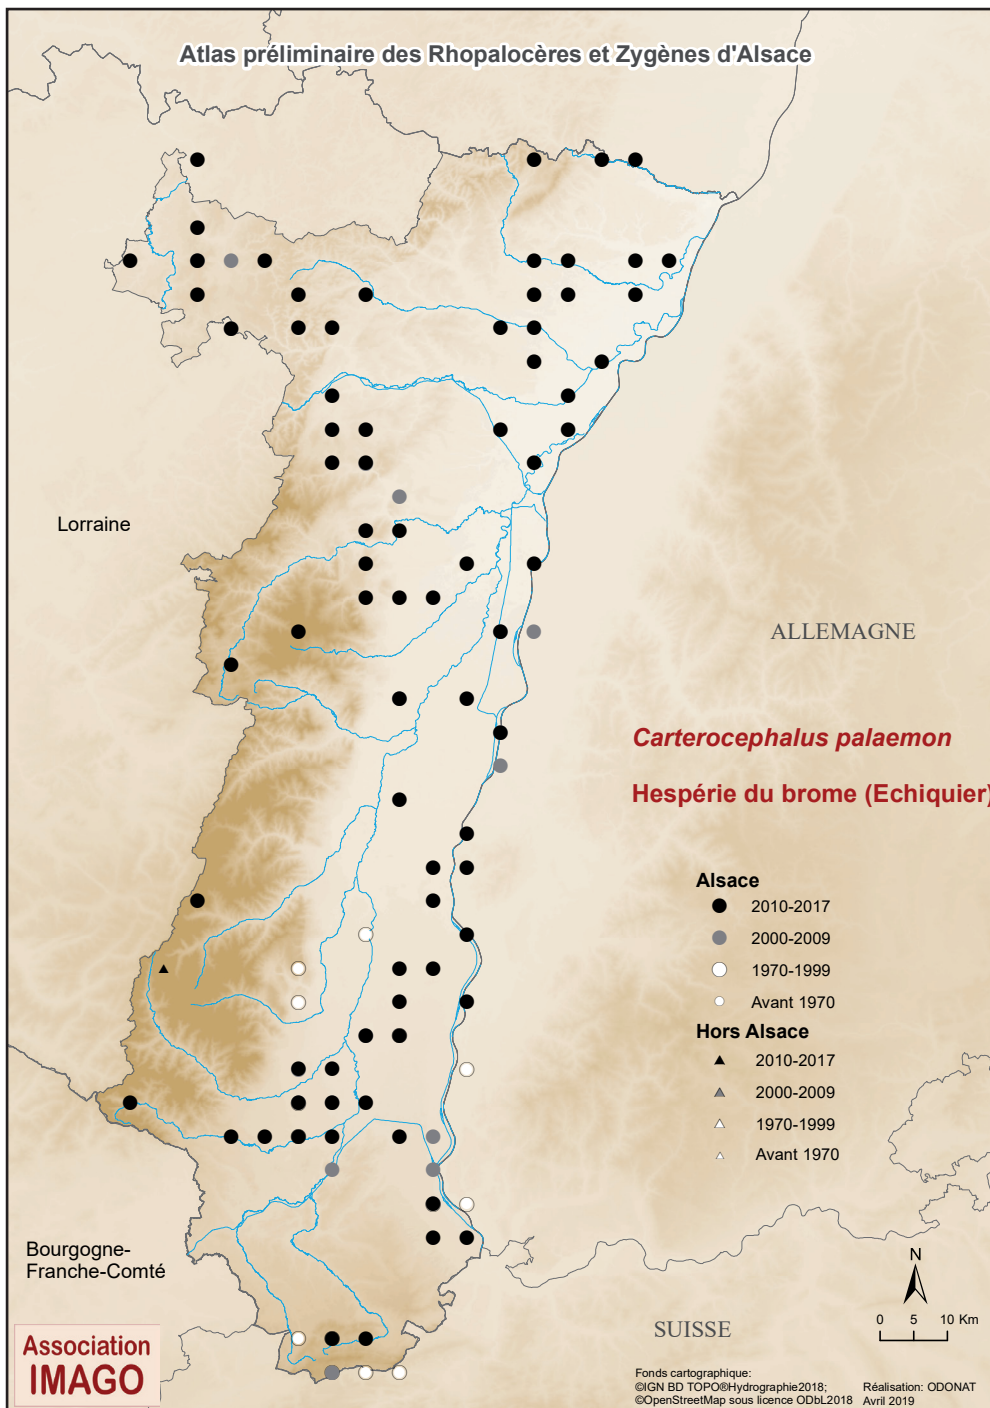 Atlas préliminaire des Rhopalocères et Zygènes d'Alsace
Lorraine
ALLEMAGNE
Carterocephalus palaemon
Hespérie du brome (Echiquier)
Alsace
2010-2017
2000-2009
1970-1999
Avant 1970
Hors Alsace
2010-2017
2000-2009
1970-1999
Avant 1970
Bourgogne-
Franche-Comté
SUISSE
N
0 5 10 Km
Association
IMAGO
Fonds cartographique:
©IGN BD TOPO®Hydrographie2018;
©OpenStreetMap sous licence ODbL2018
Réalisation: ODONAT
Avril 2019